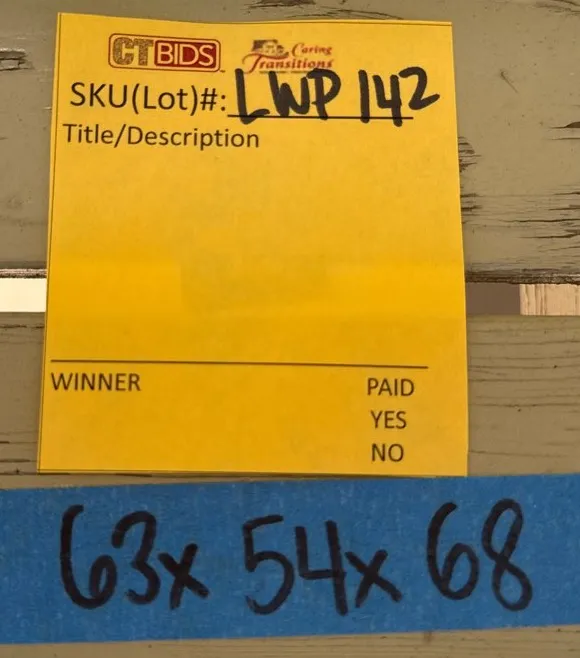 CTBIDS Caring
Transitions
SKU(Lot)#: LWP 142
Title/Description
WINNER PAID
YES
NO
63x 54x 68